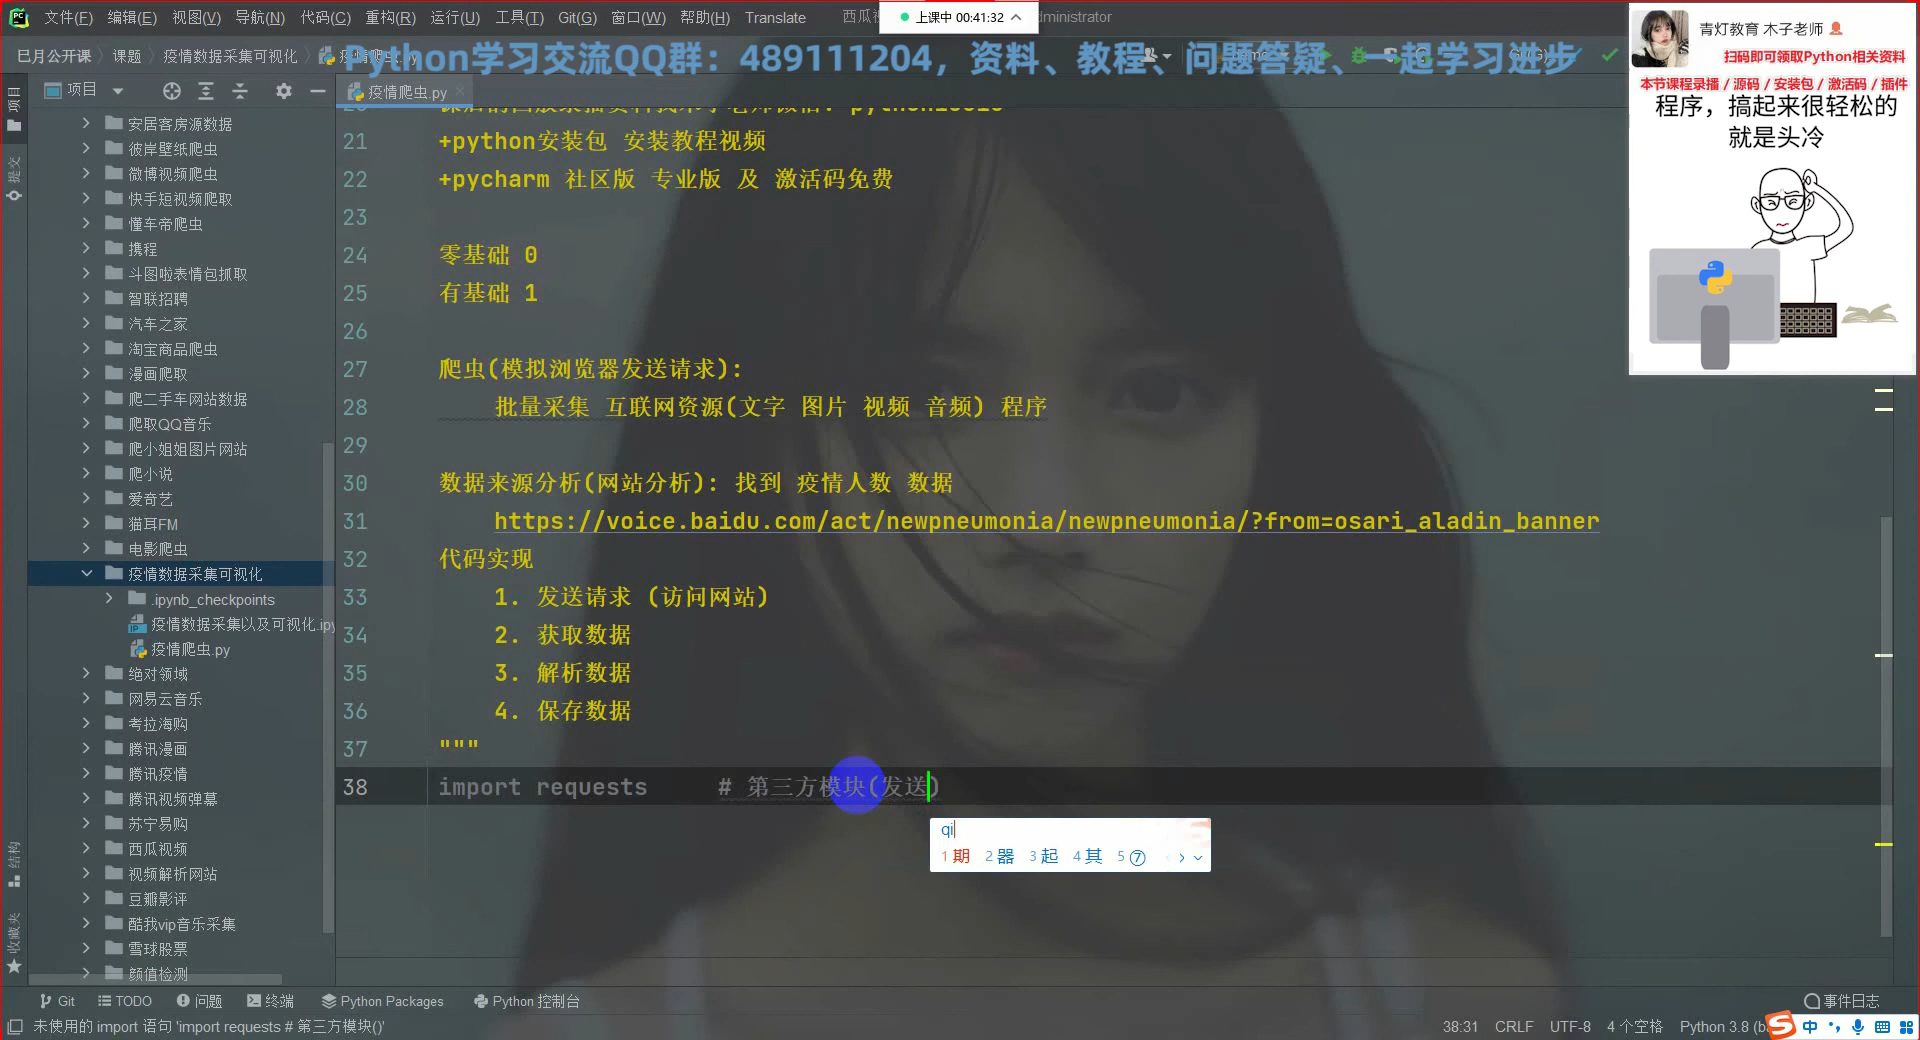 文件(F) 编辑(E) 视图(V) 导航(N) 代码(C) 重构(R) 运行(U) 工具(T) Git(G) 窗口(W) 帮助(H) Translate
上课中 00:41:32
dministrator
巳月公开课 课题 疫情数据采集可视化
python学习交流QQ群：489111204，资料、教程、问题答疑、一起学习进步
青灯教育 木子老师
扫码即可领取Python相关资料
本节课程录播 / 源码 / 安装包 / 激活码 / 插件
程序，搞起来很轻松的
就是头冷
项目
疫情爬虫.py
项目
提交
结构
收藏夹
安居客房源数据
彼岸壁纸爬虫
微博视频爬虫
快手短视频爬取
懂车帝爬虫
携程
斗图啦表情包抓取
智联招聘
汽车之家
淘宝商品爬虫
漫画爬取
爬二手车网站数据
爬取QQ音乐
爬小姐姐图片网站
爬小说
爱奇艺
猫耳FM
电影爬虫
疫情数据采集可视化
.ipynb_checkpoints
疫情数据采集以及可视化.ipy
疫情爬虫.py
绝对领域
网易云音乐
考拉海购
腾讯漫画
腾讯疫情
腾讯视频弹幕
苏宁易购
西瓜视频
视频解析网站
豆瓣影评
酷我vip音乐采集
雪球股票
颜值检测
21 +python安装包 安装教程视频
22 +pycharm 社区版 专业版 及 激活码免费
23
24 零基础 0
25 有基础 1
26
27 爬虫(模拟浏览器发送请求):
28 批量采集 互联网资源(文字 图片 视频 音频) 程序
29
30 数据来源分析(网站分析): 找到 疫情人数 数据
31 https://voice.baidu.com/act/newpneumonia/newpneumonia/?from=osari_aladin_banner
32 代码实现
33 1. 发送请求 (访问网站)
34 2. 获取数据
35 3. 解析数据
36 4. 保存数据
37 """
38 import requests # 第三方模块(发送)
qi
1 期 2 器 3 起 4 其 5 ⑦
Git TODO 问题 终端 Python Packages Python 控制台 事件日志
未使用的 import 语句 'import requests # 第三方模块()' 38:31 CRLF UTF-8 4 个空格 Python 3.8 (b
中